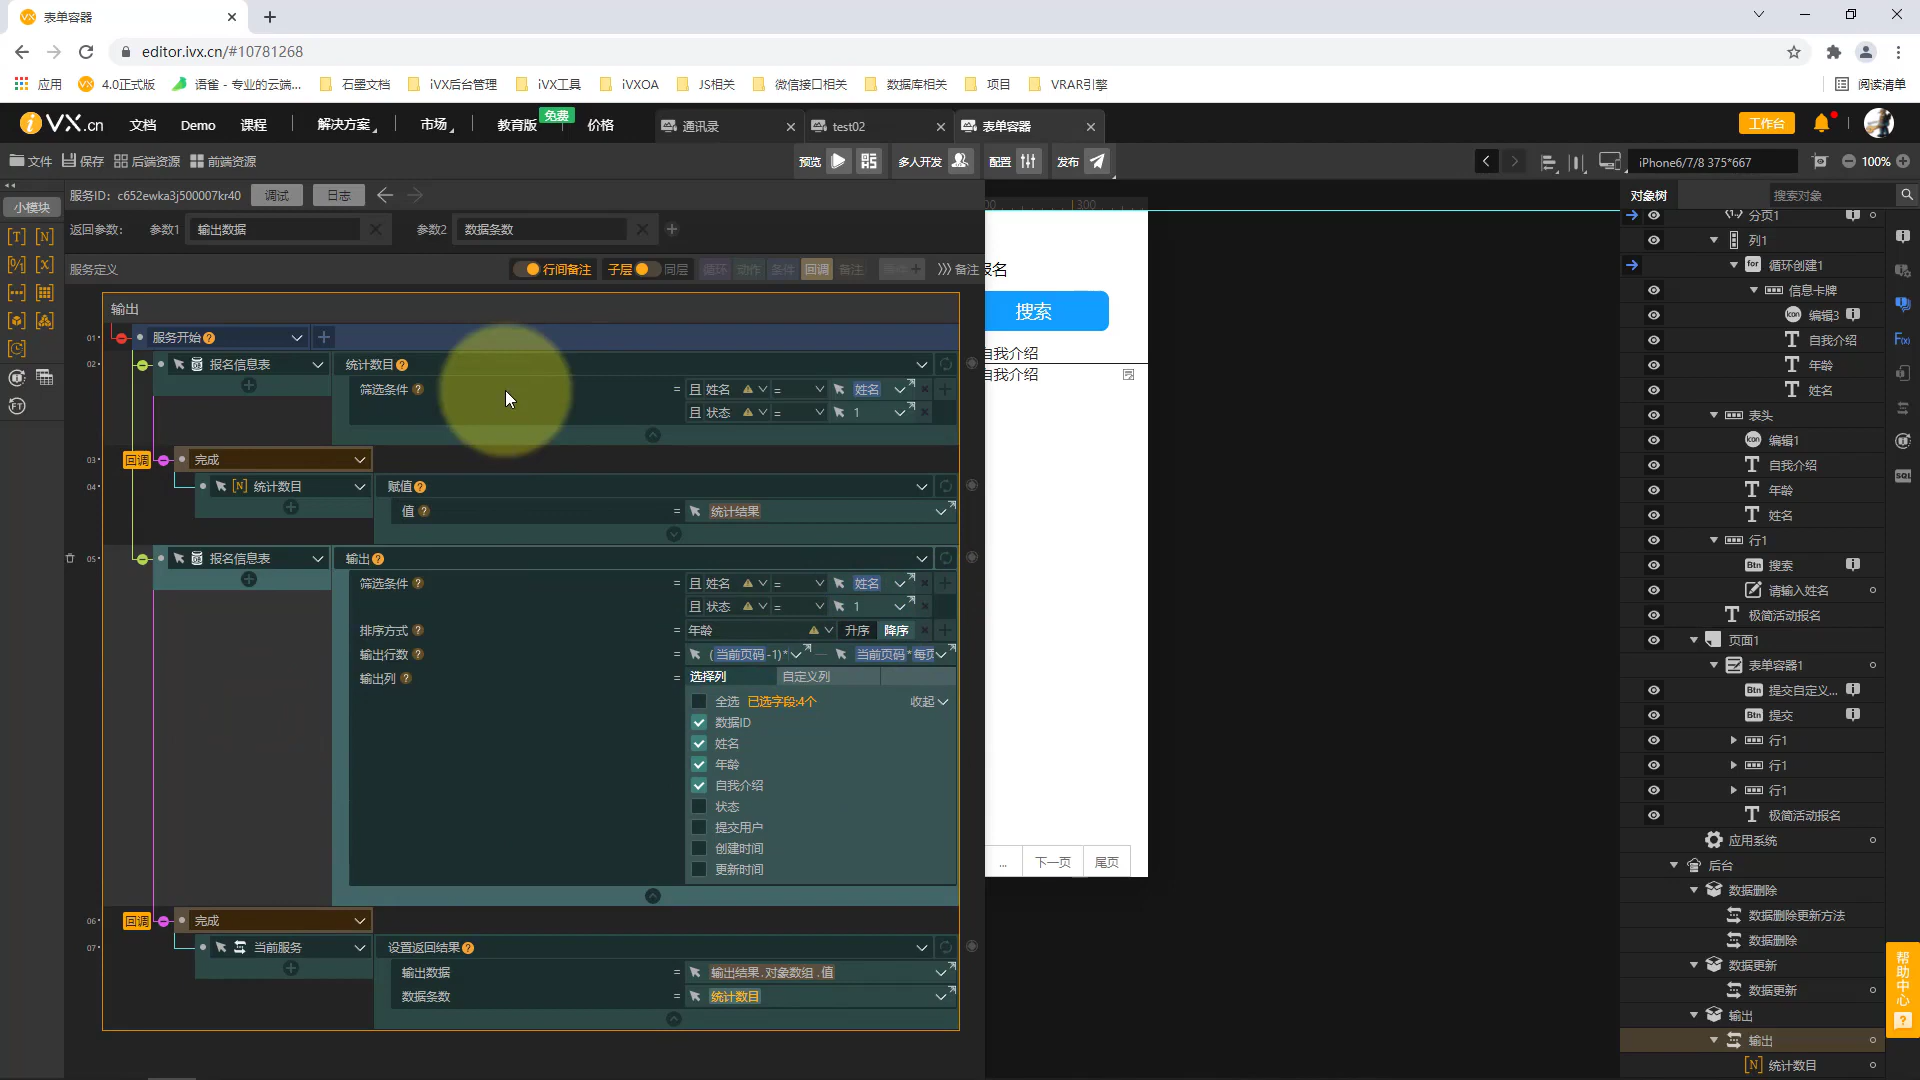 表单容器
editor.ivx.cn/#10781268
应用 4.0正式版 语雀 - 专业的云端... 石墨文档 iVX后台管理 iVX工具 iVXOA JS相关 微信接口相关 数据库相关 项目 VRAR引擎 阅读清单
iVX.cn 文档 Demo 课程 解决方案 市场 教育版 免费 价格 通讯录 test02 表单容器 工作台
文件 保存 后端资源 前端资源 预览 多人开发 配置 发布 iPhone6/7/8 375*667 100%
小模块 服务ID: c652ewka3j500007kr40 调试 日志
返回参数: 参数1 输出数据 参数2 数据条数
服务定义 行间备注 子层 同层 循环 动作 条件 回调 备注 备注
输出
01 服务开始
02 报名信息表 统计数目
筛选条件 = 且 姓名 = 姓名
且 状态 = 1
03 回调 完成
04 [N] 统计数目 赋值
值 = 统计结果
05 报名信息表 输出
筛选条件 = 且 姓名 = 姓名
且 状态 = 1
排序方式 = 年龄 升序 降序
输出行数 = (当前页码-1)* — 当前页码*每页
输出列 = 选择列 自定义列
全选 已选字段:4个 收起
数据ID
姓名
年龄
自我介绍
状态
提交用户
创建时间
更新时间
06 回调 完成
07 当前服务 设置返回结果
输出数据 = 输出结果.对象数组.值
数据条数 = 统计数目
300
报名
搜索
自我介绍
自我介绍
... 下一页 尾页
对象树 搜索对象
分页1
列1
for 循环创建1
信息卡牌
icon 编辑3
T 自我介绍
T 年龄
T 姓名
表头
icon 编辑1
T 自我介绍
T 年龄
T 姓名
行1
Btn 搜索
请输入姓名
T 极简活动报名
页面1
表单容器1
Btn 提交自定义...
Btn 提交
行1
行1
行1
T 极简活动报名
应用系统
后台
数据删除
数据删除更新方法
数据删除
数据更新
数据更新
输出
输出
[N] 统计数目
F(x)
SQL
帮助中心
?